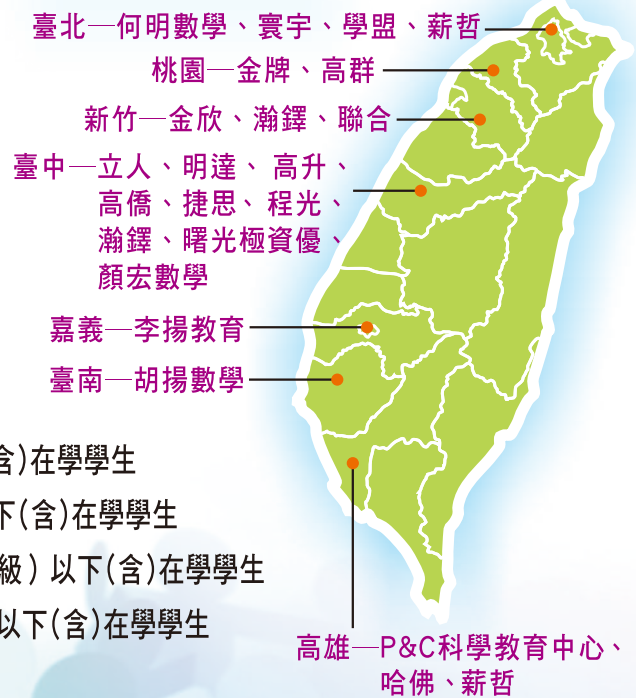 臺北—何明數學、寰宇、學盟、薪哲
桃園—金牌、高群
新竹—金欣、瀚鐸、聯合
臺中—立人、明達、高升、
高僑、捷思、程光、
瀚鐸、曙光極資優、
顏宏數學
嘉義—李揚教育
臺南—胡揚數學
含)在學學生
下(含)在學學生
級）以下(含)在學學生
以下(含)在學學生
高雄—P&C科學教育中心、
哈佛、薪哲